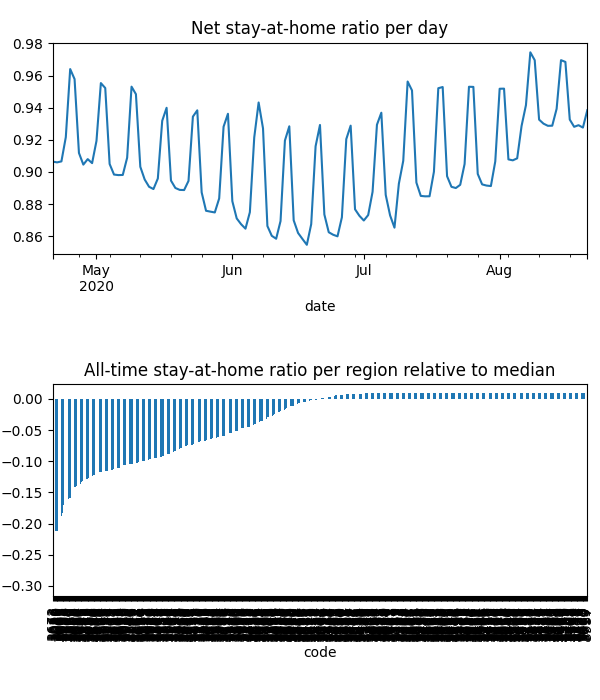 Net stay-at-home ratio per day
0.98
0.96
0.94
0.92
0.90
0.88
0.86
May
2020
Jun
Jul
Aug
date
All-time stay-at-home ratio per region relative to median
0.00
−0.05
−0.10
−0.15
−0.20
−0.25
−0.30
code